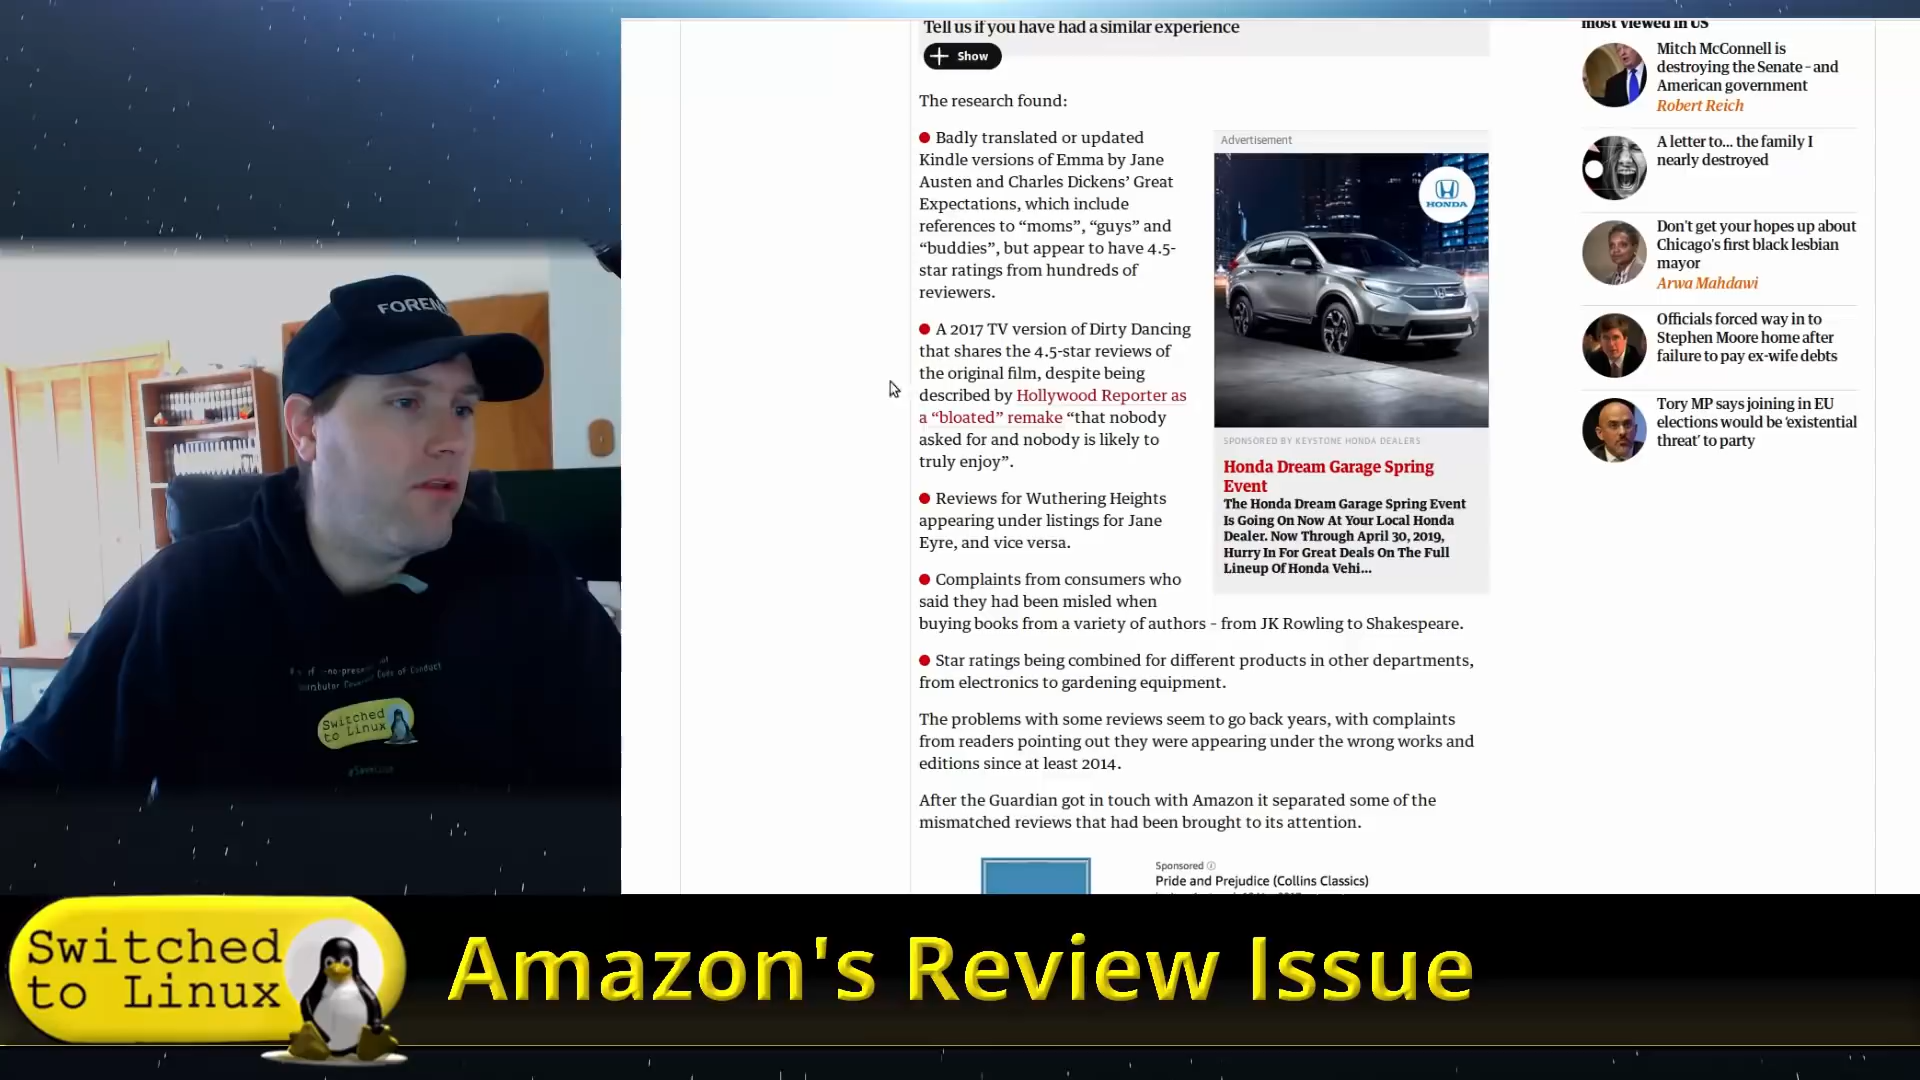 Tell us if you have had a similar experience
Show
The research found:
● Badly translated or updated
Kindle versions of Emma by Jane
Austen and Charles Dickens’ Great
Expectations, which include
references to “moms”, “guys” and
“buddies”, but appear to have 4.5-
star ratings from hundreds of
reviewers.
● A 2017 TV version of Dirty Dancing
that shares the 4.5-star reviews of
the original film, despite being
described by Hollywood Reporter as
a “bloated” remake “that nobody
asked for and nobody is likely to
truly enjoy”.
● Reviews for Wuthering Heights
appearing under listings for Jane
Eyre, and vice versa.
● Complaints from consumers who
said they had been misled when
buying books from a variety of authors - from JK Rowling to Shakespeare.
● Star ratings being combined for different products in other departments,
from electronics to gardening equipment.
The problems with some reviews seem to go back years, with complaints
from readers pointing out they were appearing under the wrong works and
editions since at least 2014.
After the Guardian got in touch with Amazon it separated some of the
mismatched reviews that had been brought to its attention.
Sponsored
Pride and Prejudice (Collins Classics)
Advertisement
HONDA
SPONSORED BY KEYSTONE HONDA DEALERS
Honda Dream Garage Spring
Event
The Honda Dream Garage Spring Event
Is Going On Now At Your Local Honda
Dealer. Now Through April 30, 2019,
Hurry In For Great Deals On The Full
Lineup Of Honda Vehi...
most viewed in US
Mitch McConnell is
destroying the Senate – and
American government
Robert Reich
A letter to... the family I
nearly destroyed
Don't get your hopes up about
Chicago's first black lesbian
mayor
Arwa Mahdawi
Officials forced way in to
Stephen Moore home after
failure to pay ex-wife debts
Tory MP says joining in EU
elections would be ‘existential
threat’ to party
Code of Conduct
Switched
to Linux
Switched
to Linux
Amazon's Review Issue